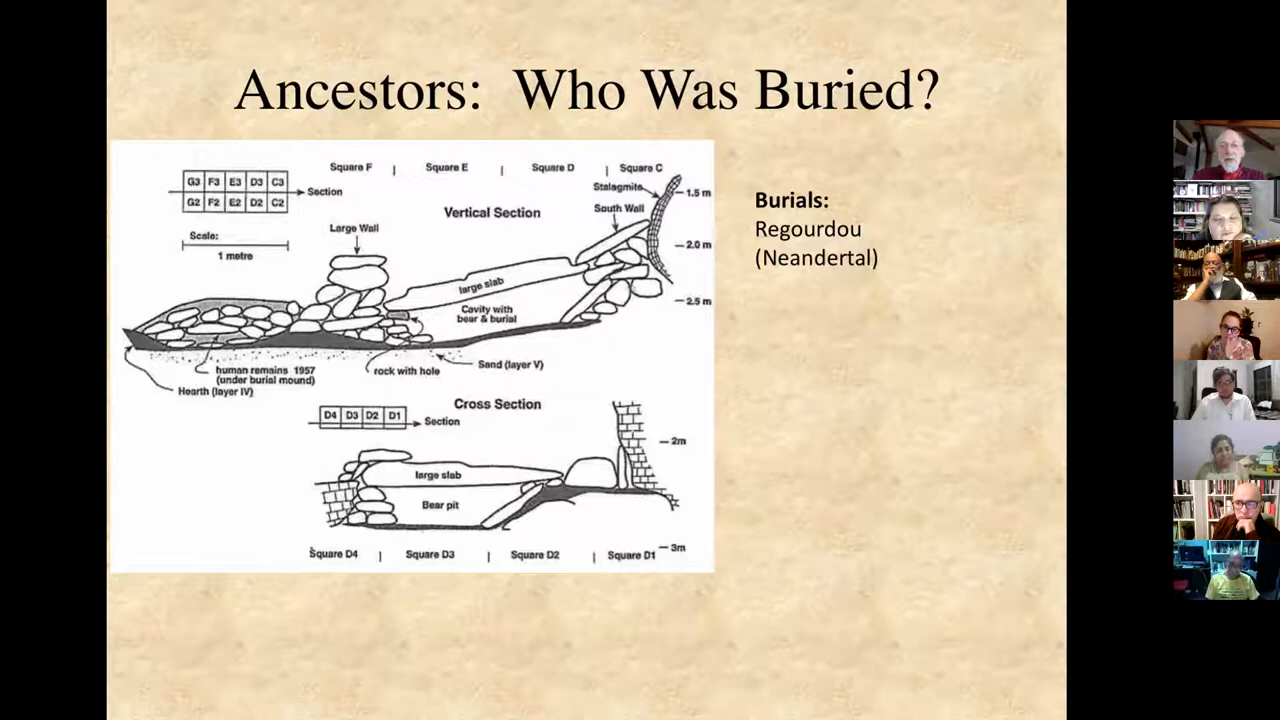 Ancestors: Who Was Buried?
Square F | Square E | Square D | Square C
G3 F3 E3 D3 C3
G2 F2 E2 D2 C2
Section
Stalagmite
1.5 m
Vertical Section
South Wall
Scale:
1 metre
Large Wall
2.0 m
large slab
2.5 m
Cavity with
bear & burial
human remains 1957
(under burial mound)
rock with hole
Sand (layer V)
Hearth (layer IV)
Cross Section
D4 D3 D2 D1
Section
2m
large slab
Bear pit
3m
Square D4 | Square D3 | Square D2 | Square D1
Burials:
Regourdou
(Neandertal)